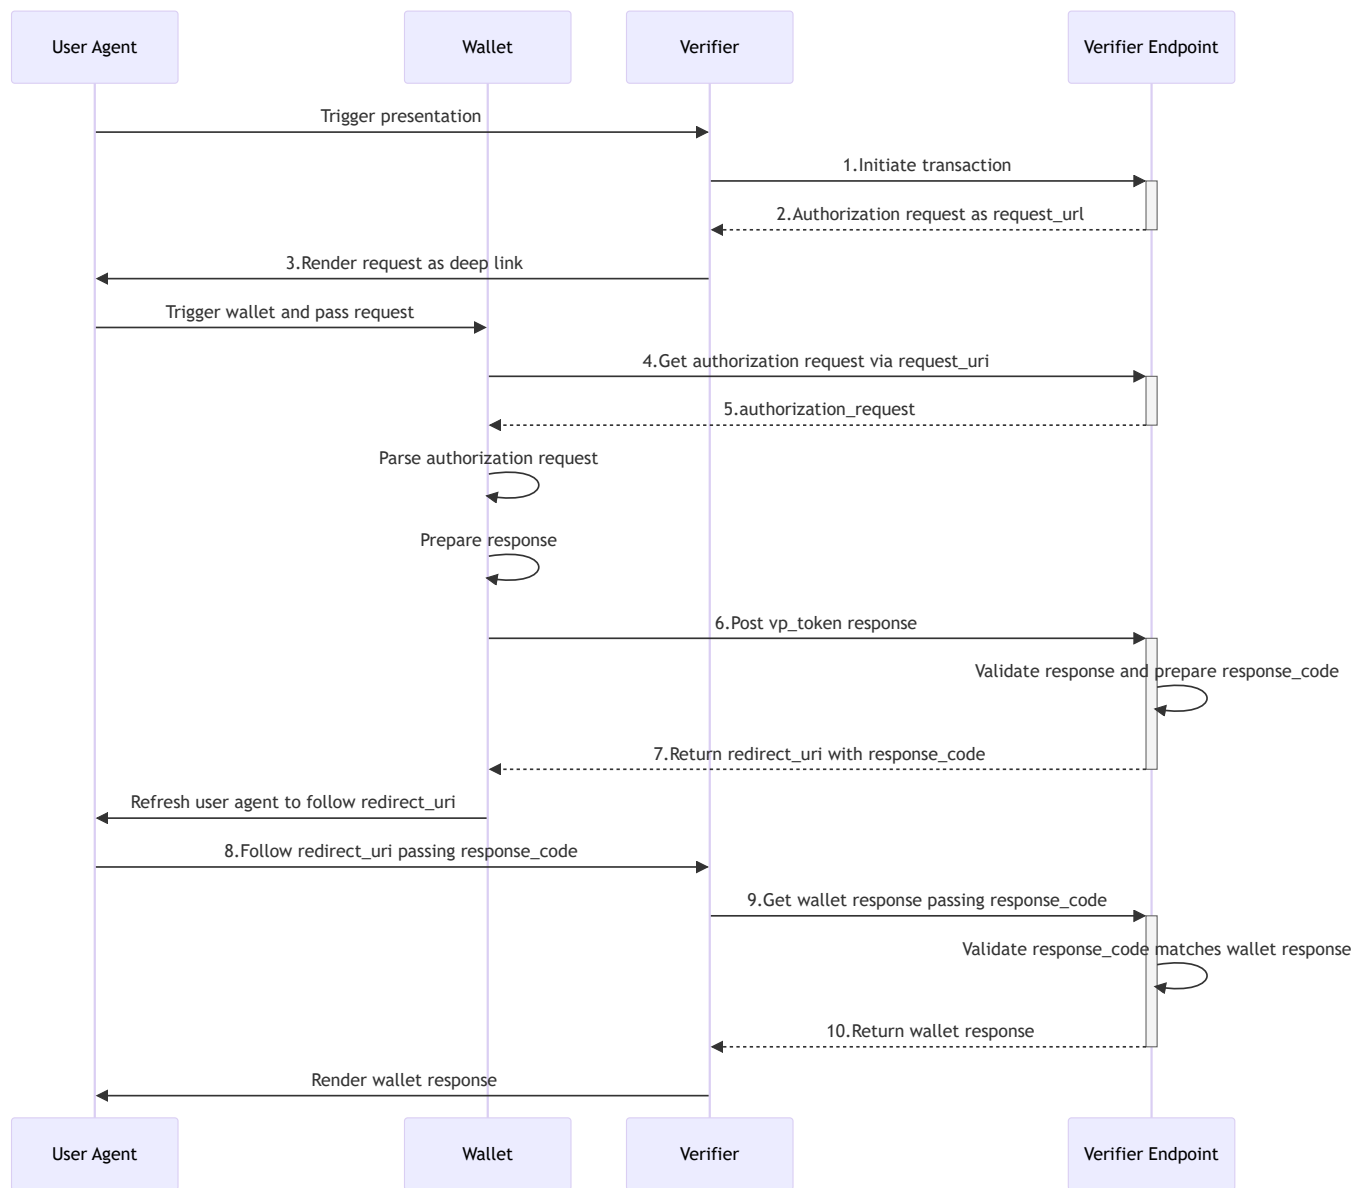 User Agent
Wallet
Verifier
Verifier Endpoint
Trigger presentation
1.Initiate transaction
2.Authorization request as request_url
3.Render request as deep link
Trigger wallet and pass request
4.Get authorization request via request_uri
5.authorization_request
Parse authorization request
Prepare response
6.Post vp_token response
Validate response and prepare response_code
7.Return redirect_uri with response_code
Refresh user agent to follow redirect_uri
8.Follow redirect_uri passing response_code
9.Get wallet response passing response_code
Validate response_code matches wallet response
10.Return wallet response
Render wallet response
User Agent
Wallet
Verifier
Verifier Endpoint